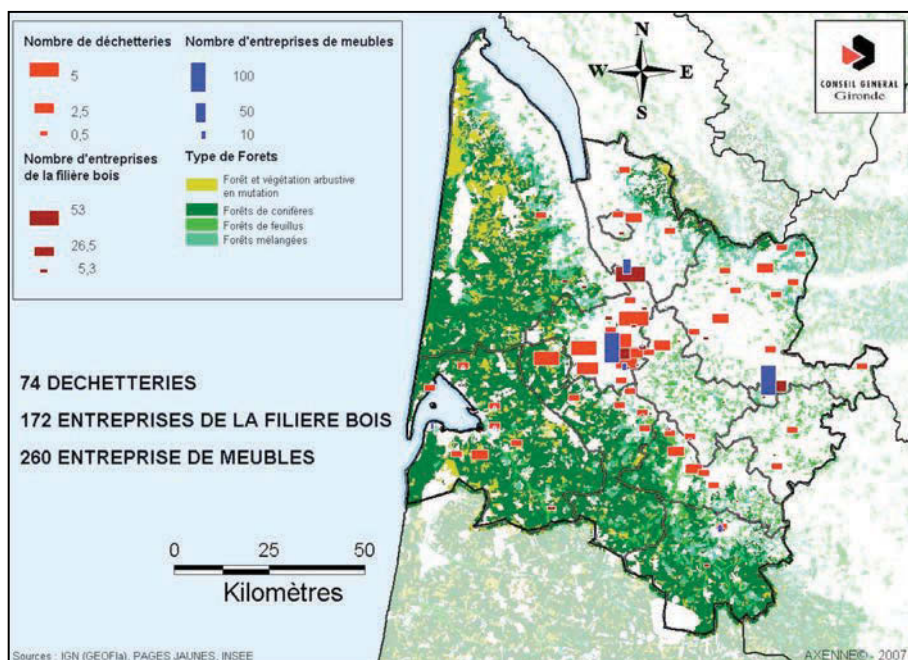 Nombre de déchetteries
5
2,5
0,5
Nombre d'entreprises
de la filière bois
53
26,5
5,3
Nombre d'entreprises de meubles
100
50
10
Type de Forets
Forêt et végétation arbustive
en mutation
Forêts de conifères
Forêts de feuillus
Forêts mélangées
N
W E
S
CONSEIL GENERAL
Gironde
74 DECHETTERIES
172 ENTREPRISES DE LA FILIERE BOIS
260 ENTREPRISE DE MEUBLES
0 25 50
Kilomètres
Sources : IGN (GEOFla), PAGES JAUNES, INSEE
AXENNE© - 2007